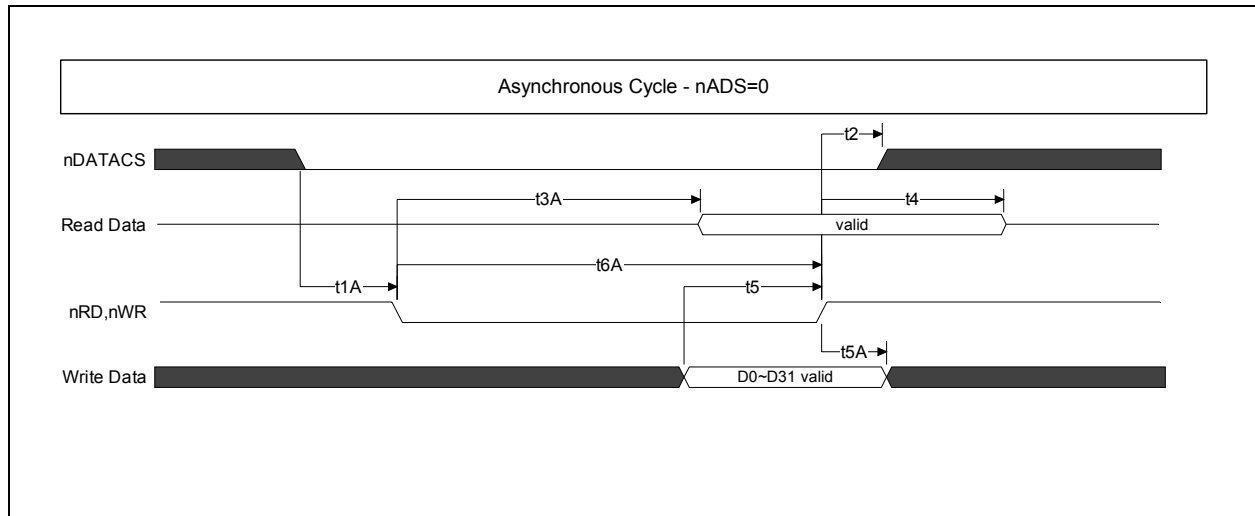 Asynchronous Cycle - nADS=0
t2
nDATACS
t3A
t4
Read Data
valid
t6A
t1A
t5
nRD,nWR
t5A
Write Data
D0~D31 valid